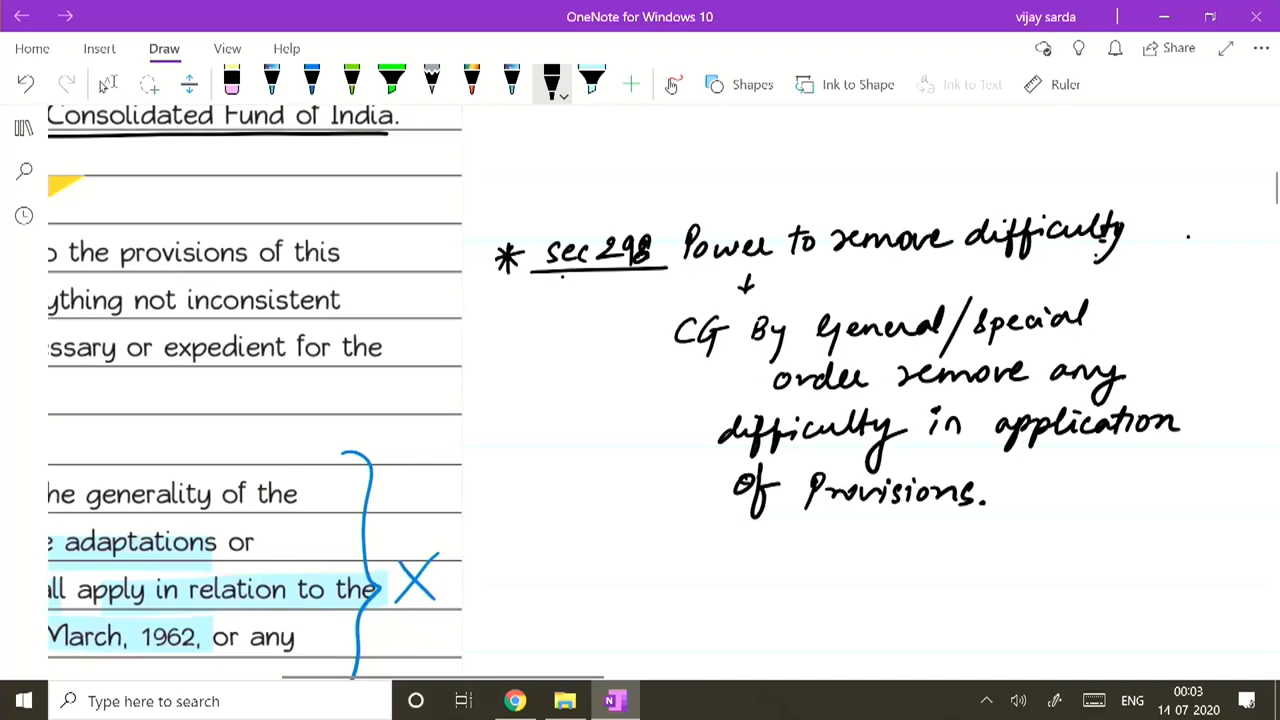 OneNote for Windows 10
vijay sarda
Home Insert Draw View Help
Share
Shapes
Ink to Shape
Ink to Text
Ruler
Consolidated Fund of India.
o the provisions of this
ything not inconsistent
essary or expedient for the
he generality of the
e adaptations or
all apply in relation to the
March, 1962, or any
X
* sec 298 Power to remove difficulty
↓
CG By General/special
order remove any
difficulty in application
of Provisions.
Type here to search
ENG
00:03
14-07-2020